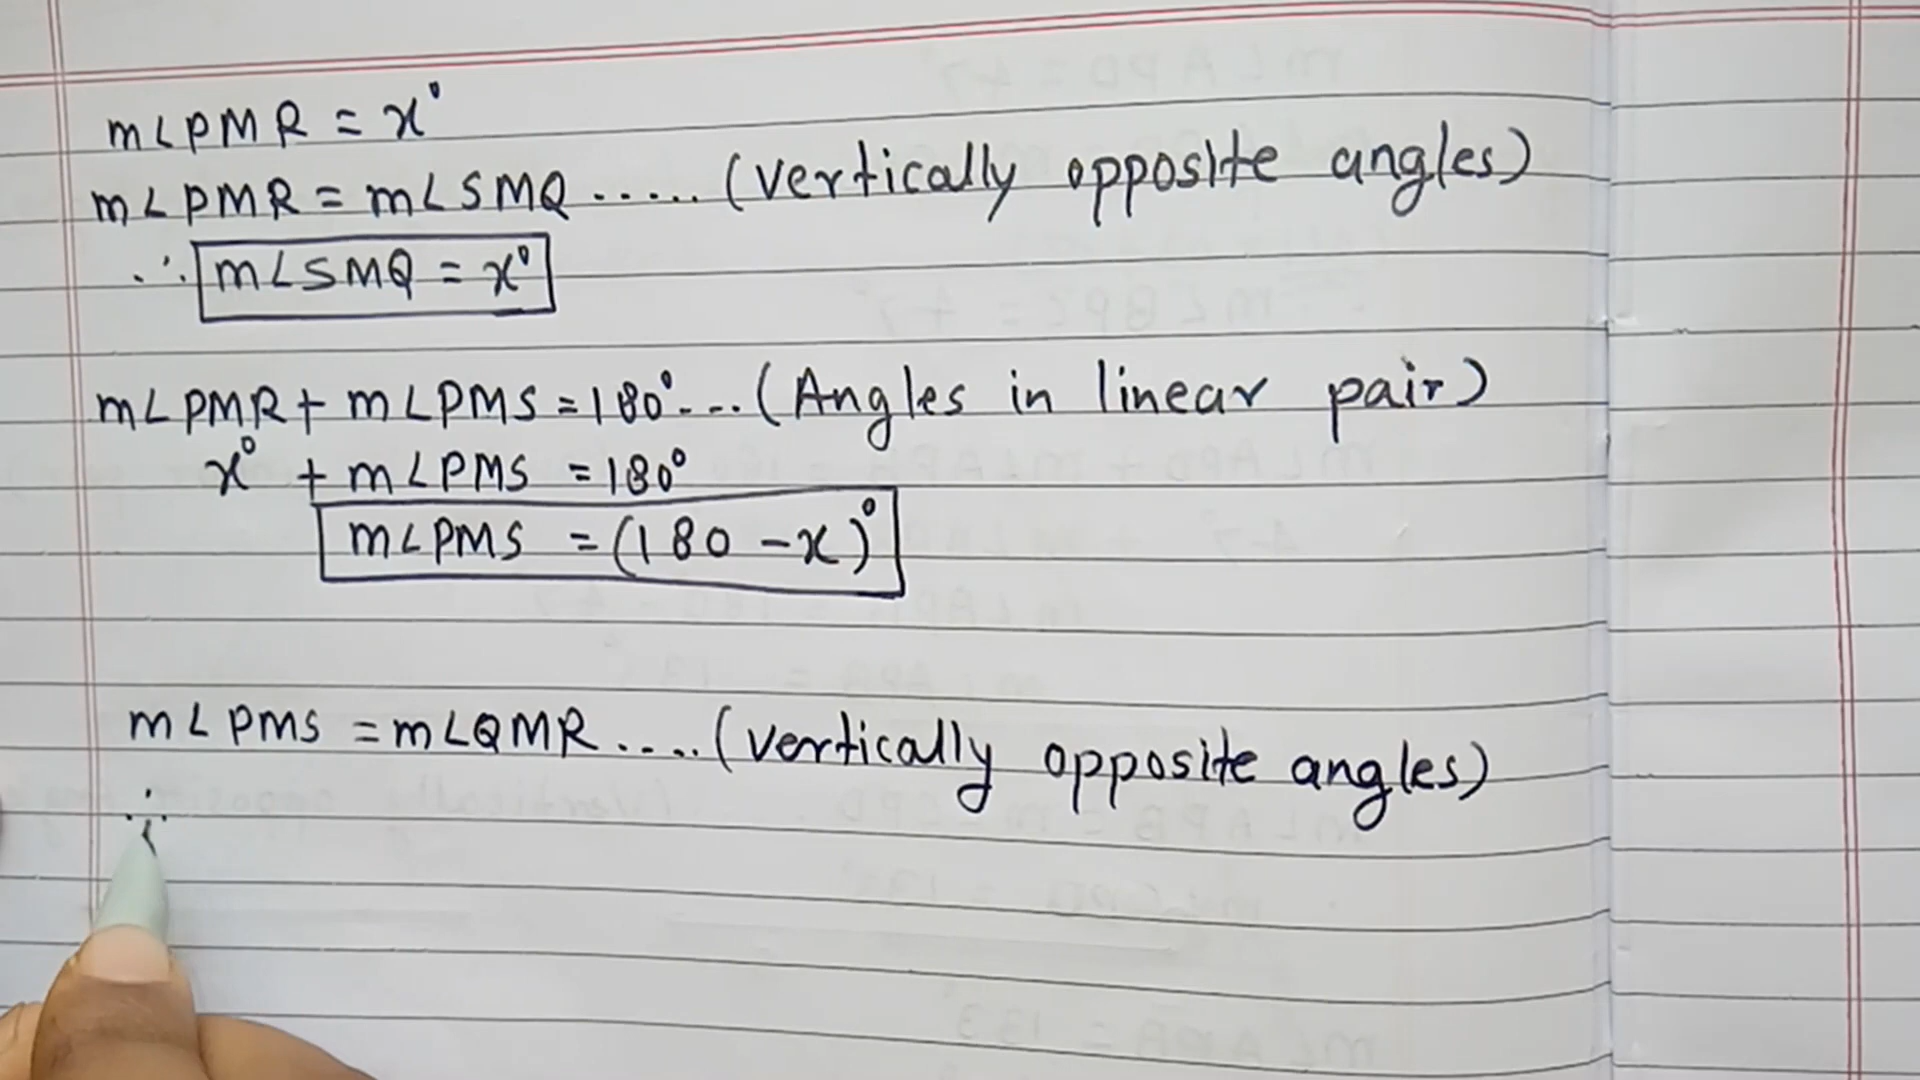 m∠PMR = x°
m∠PMR = m∠SMQ ..... (vertically opposite angles)
∴ m∠SMQ = x°
m∠PMR + m∠PMS = 180° ... (Angles in linear pair)
x° + m∠PMS = 180°
m∠PMS = (180 - x)°
m∠PMS = m∠QMR .... (vertically opposite angles)
∴